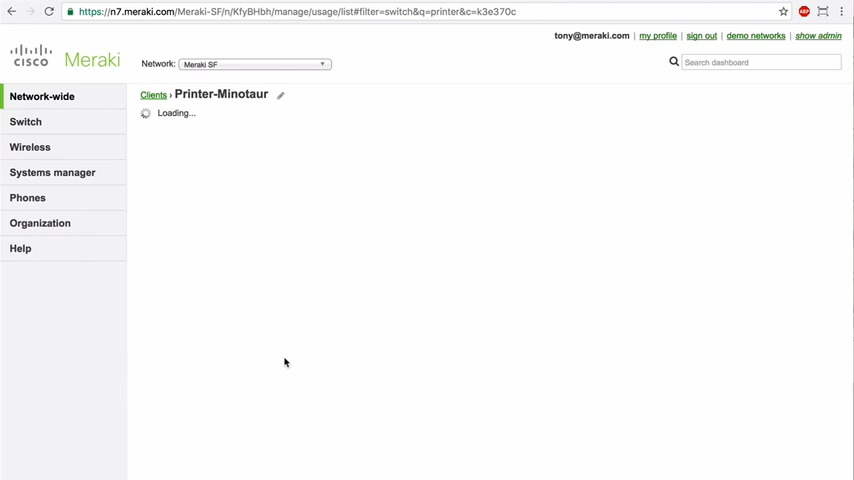 https://n7.meraki.com/Meraki-SF/n/KfyBHbh/manage/usage/list#filter=switch&q=printer&c=k3e370c
ABP
tony@meraki.com | my profile | sign out | demo networks | show admin
cisco Meraki
Network: Meraki SF
Search dashboard
Network-wide
Switch
Wireless
Systems manager
Phones
Organization
Help
Clients › Printer-Minotaur
Loading...